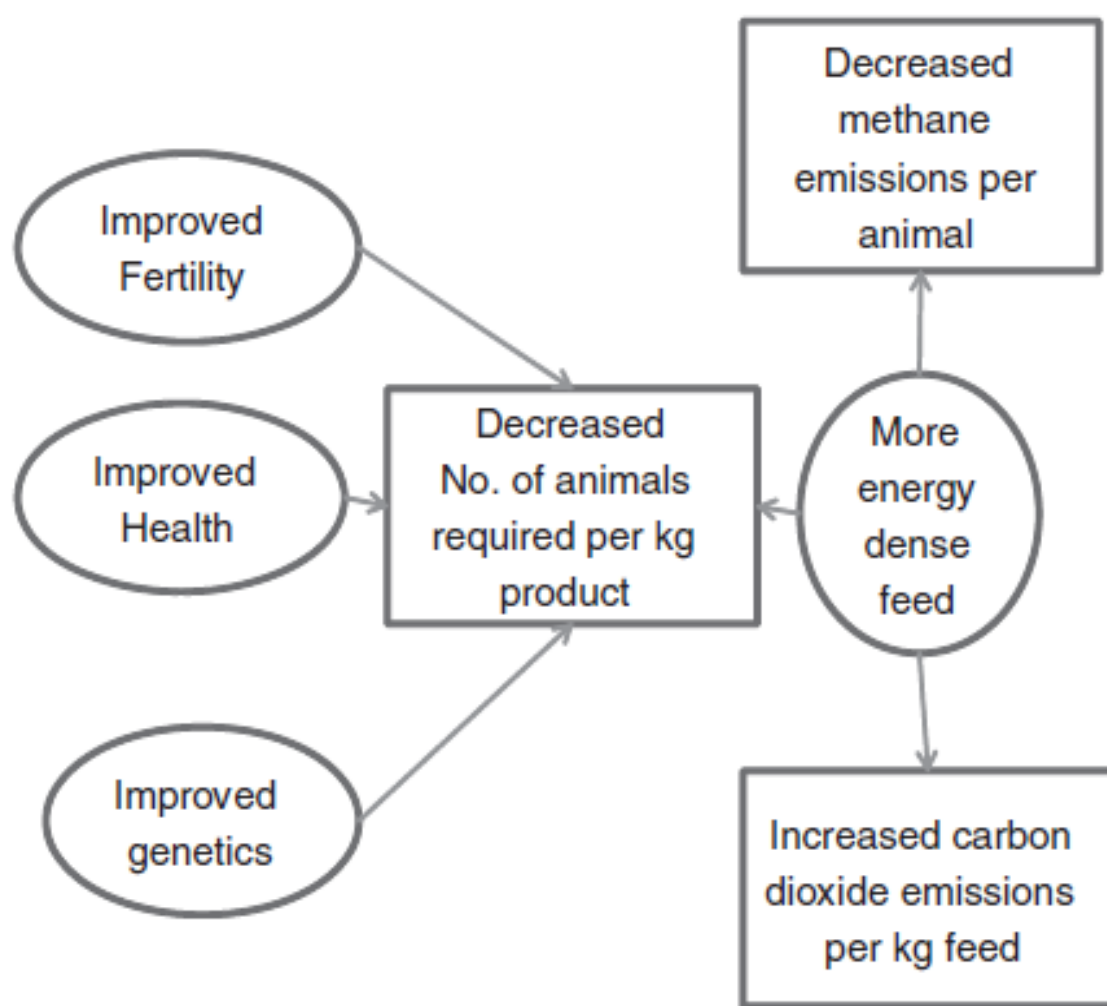 Improved
Fertility
Improved
Health
Improved
genetics
Decreased
No. of animals
required per kg
product
Decreased
methane
emissions per
animal
More
energy
dense
feed
Increased carbon
dioxide emissions
per kg feed